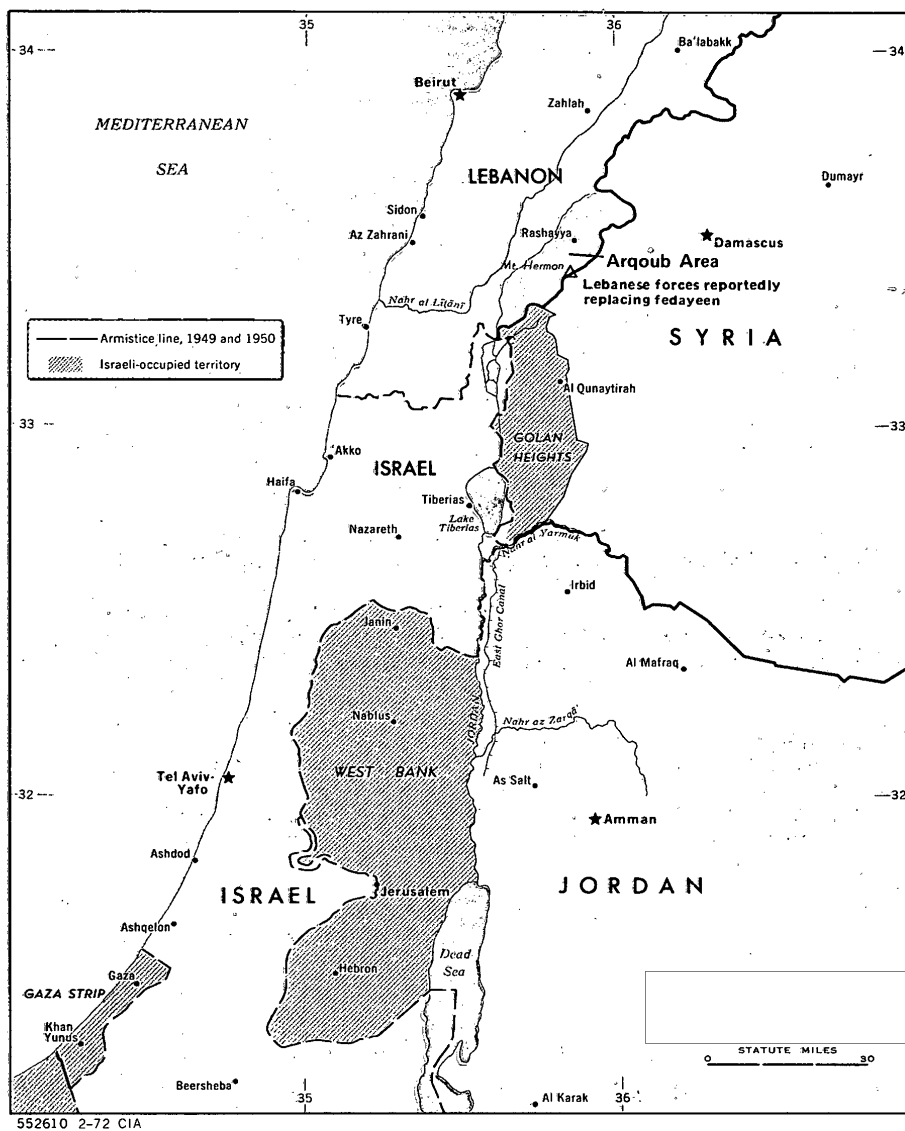 35
36
34
Ba'labakk
34
Beirut
MEDITERRANEAN
SEA
Zahlah
LEBANON
Dumayr
Sidon
Az Zahrani
Rashayya
Damascus
Arqoub Area
Mt. Hermon
Lebanese forces reportedly
replacing fedayeen
Nahr al Līṭānī
Tyre
SYRIA
Armistice line, 1949 and 1950
Israeli-occupied territory
Al Qunaytirah
33
33
GOLAN
HEIGHTS
'Akko
ISRAEL
Haifa
Tiberias
Lake
Tiberias
Nazareth
Nahr al Yarmuk
Irbid
East Ghor Canal
Janin
Al Mafraq
Nablus
JORDAN
Nahr az Zarqā'
WEST BANK
Tel Aviv-
Yafo
As Salt
32
32
Amman
Ashdod
JORDAN
ISRAEL
Jerusalem
Ashqelon
Dead
Sea
Hebron
Gaza
GAZA STRIP
Khan
Yunus
STATUTE MILES
0
30
Beersheba
Al Karak
35
36
552610 2-72 CIA